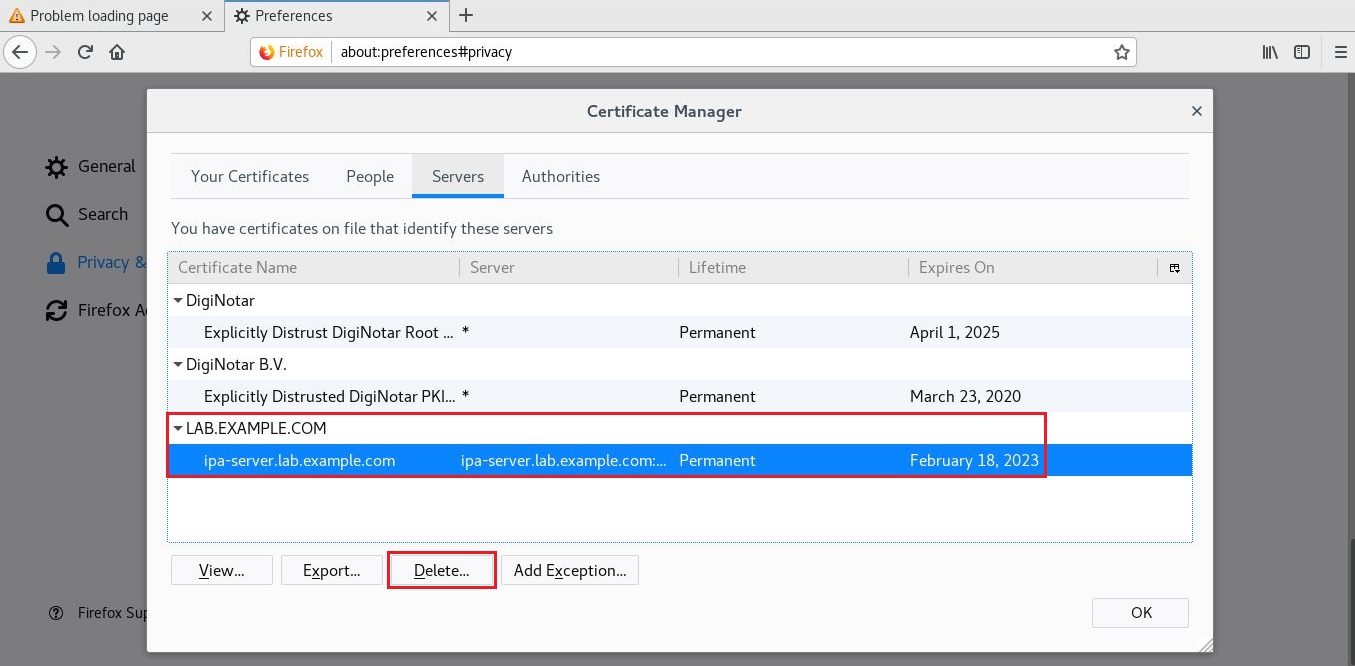 Problem loading page
Preferences
Firefox about:preferences#privacy
Certificate Manager
General
Search
Privacy &
Firefox
Firefox
Your Certificates People Servers Authorities
You have certificates on file that identify these servers
Certificate Name Server Lifetime Expires On
DigiNotar
Explicitly Distrust DigiNotar Root ... * Permanent April 1, 2025
DigiNotar B.V.
Explicitly Distrusted DigiNotar PKI... * Permanent March 23, 2020
LAB.EXAMPLE.COM
ipa-server.lab.example.com ipa-server.lab.example.com:... Permanent February 18, 2023
View... Export... Delete... Add Exception...
OK